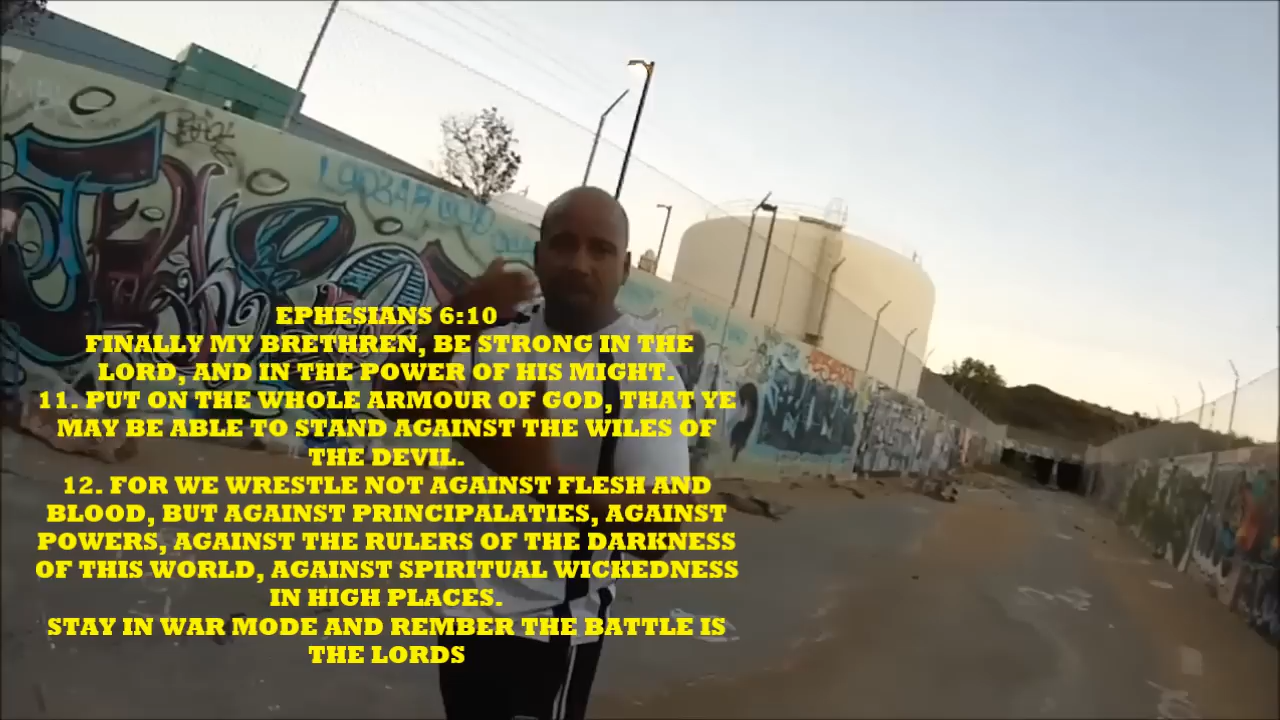 EPHESIANS 6:10
FINALLY MY BRETHREN, BE STRONG IN THE
LORD, AND IN THE POWER OF HIS MIGHT.
11. PUT ON THE WHOLE ARMOUR OF GOD, THAT YE
MAY BE ABLE TO STAND AGAINST THE WILES OF
THE DEVIL.
12. FOR WE WRESTLE NOT AGAINST FLESH AND
BLOOD, BUT AGAINST PRINCIPALATIES, AGAINST
POWERS, AGAINST THE RULERS OF THE DARKNESS
OF THIS WORLD, AGAINST SPIRITUAL WICKEDNESS
IN HIGH PLACES.
STAY IN WAR MODE AND REMBER THE BATTLE IS
THE LORDS